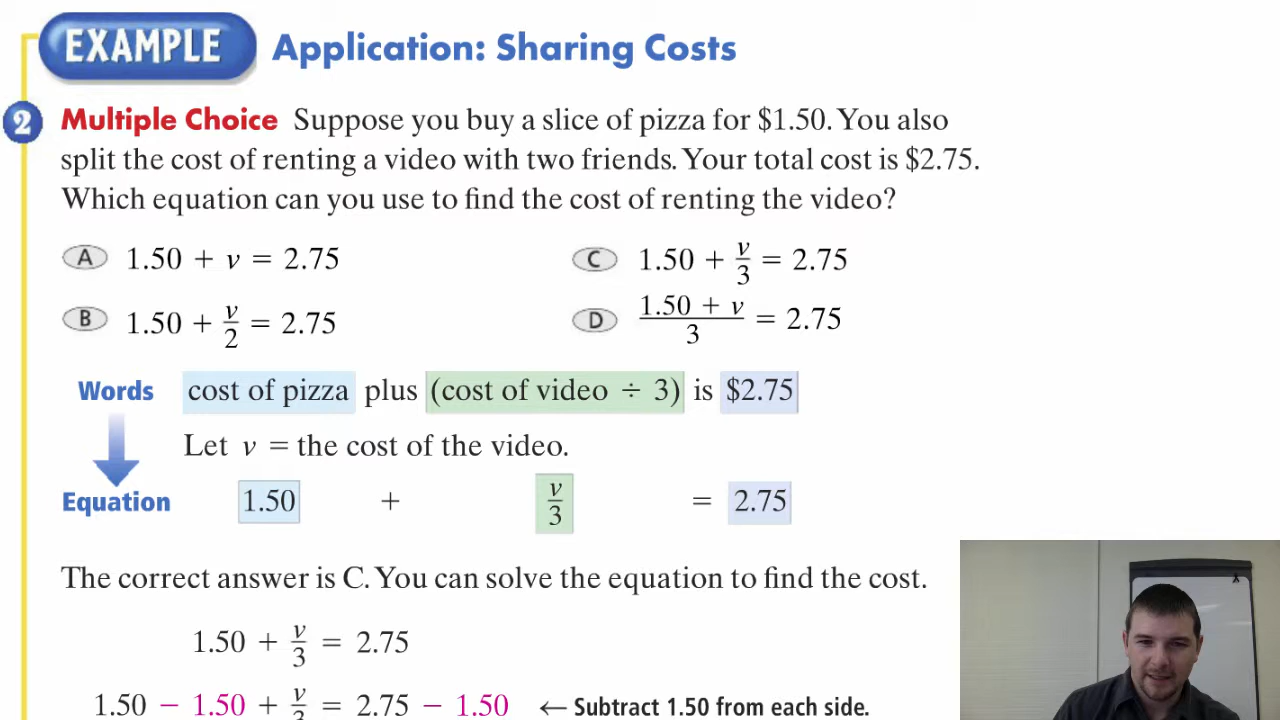 EXAMPLE Application: Sharing Costs
2 Multiple Choice Suppose you buy a slice of pizza for $1.50. You also
split the cost of renting a video with two friends. Your total cost is $2.75.
Which equation can you use to find the cost of renting the video?
A 1.50 + v = 2.75
C 1.50 + v/3 = 2.75
B 1.50 + v/2 = 2.75
D (1.50 + v)/3 = 2.75
Words cost of pizza plus (cost of video ÷ 3) is $2.75
Let v = the cost of the video.
Equation 1.50 + v/3 = 2.75
The correct answer is C. You can solve the equation to find the cost.
1.50 + v/3 = 2.75
1.50 − 1.50 + v/3 = 2.75 − 1.50 ← Subtract 1.50 from each side.